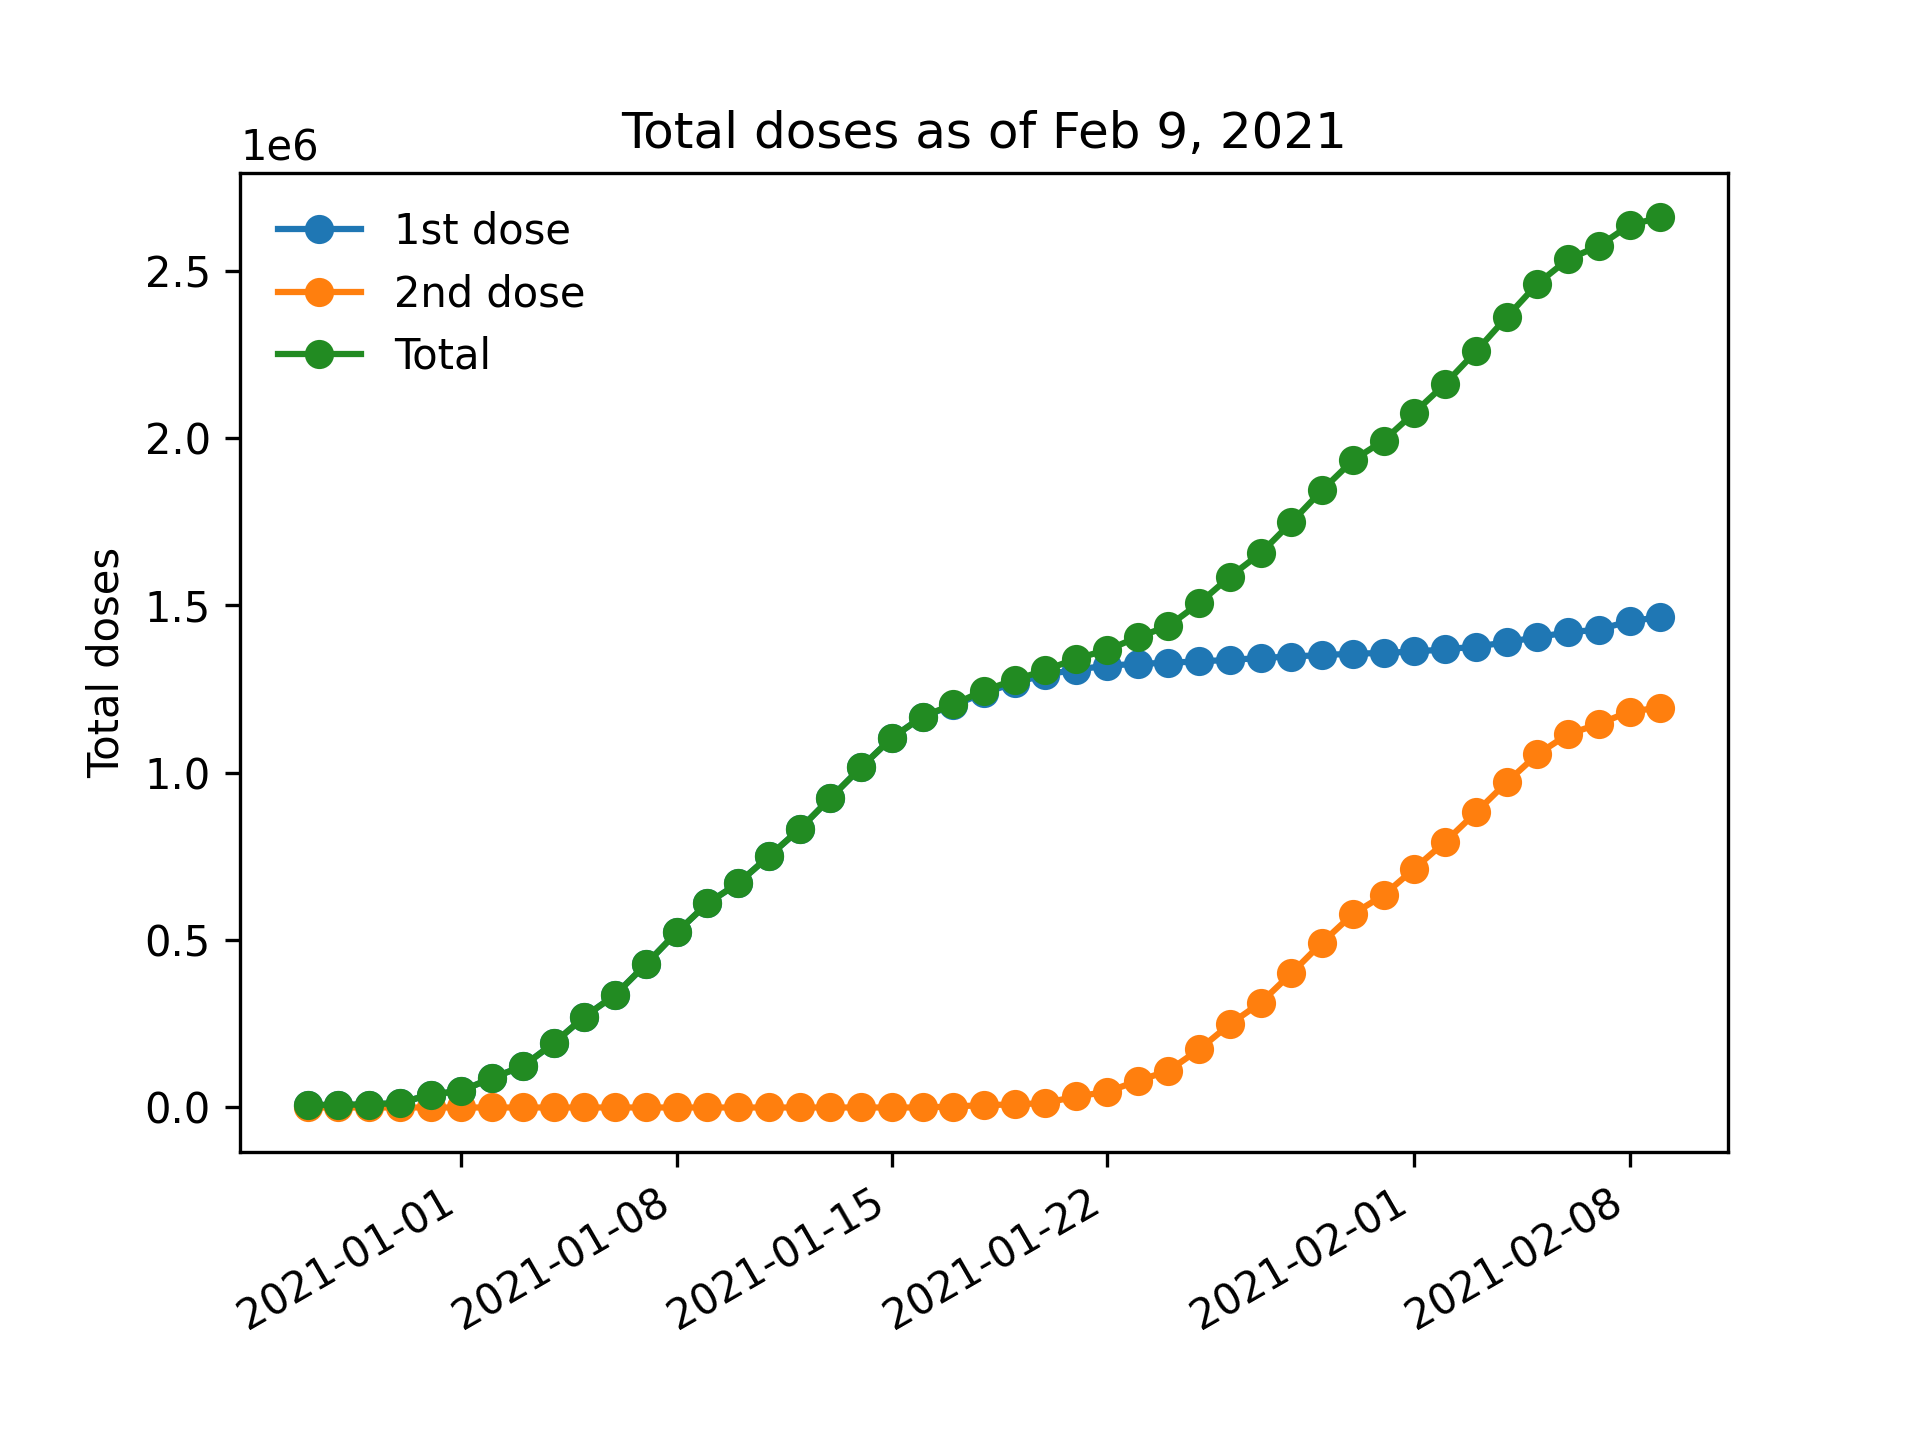 Total doses as of Feb 9, 2021
1e6
1st dose
2nd dose
Total
2.5
2.0
1.5
1.0
0.5
0.0
Total doses
2021-01-01
2021-01-08
2021-01-15
2021-01-22
2021-02-01
2021-02-08